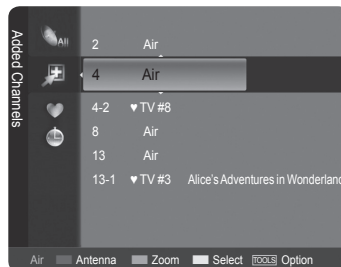 Added Channels
All
2 Air
4 Air
4-2 ♥ TV #8
8 Air
13 Air
13-1 ♥ TV #3 Alice's Adventures in Wonderland
Air Antenna Zoom Select TOOLS Option